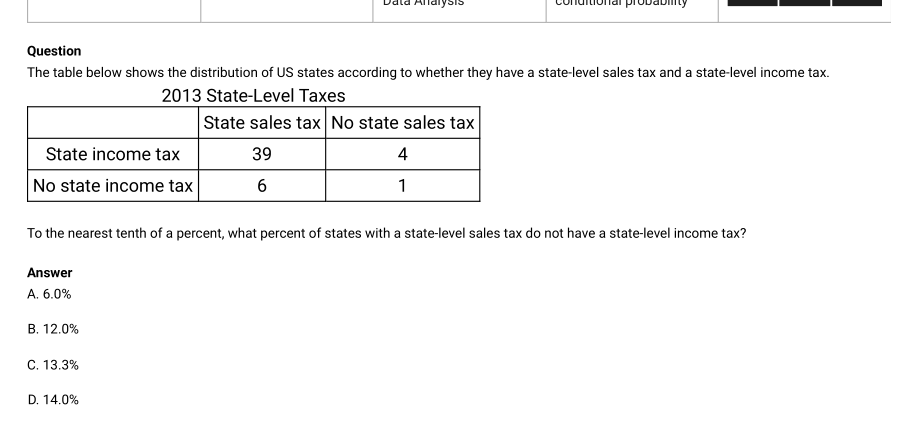 Data Analysis conditional probability
Question
The table below shows the distribution of US states according to whether they have a state-level sales tax and a state-level income tax.
2013 State-Level Taxes
State sales tax No state sales tax
State income tax 39 4
No state income tax 6 1
To the nearest tenth of a percent, what percent of states with a state-level sales tax do not have a state-level income tax?
Answer
A. 6.0%
B. 12.0%
C. 13.3%
D. 14.0%